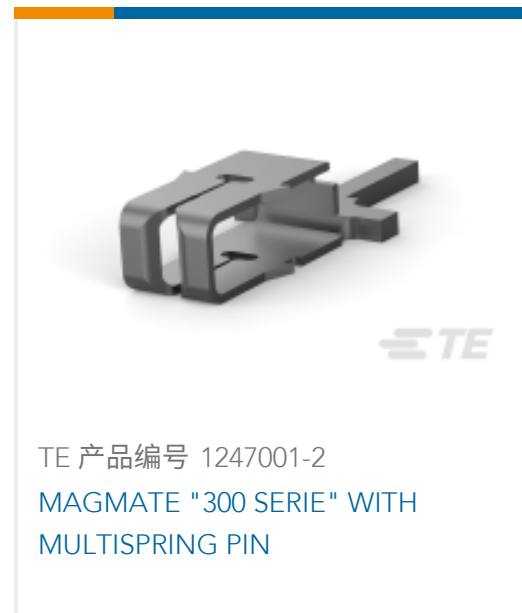 TE
TE 产品编号 1247001-2
MAGMATE "300 SERIE" WITH
MULTISPRING PIN